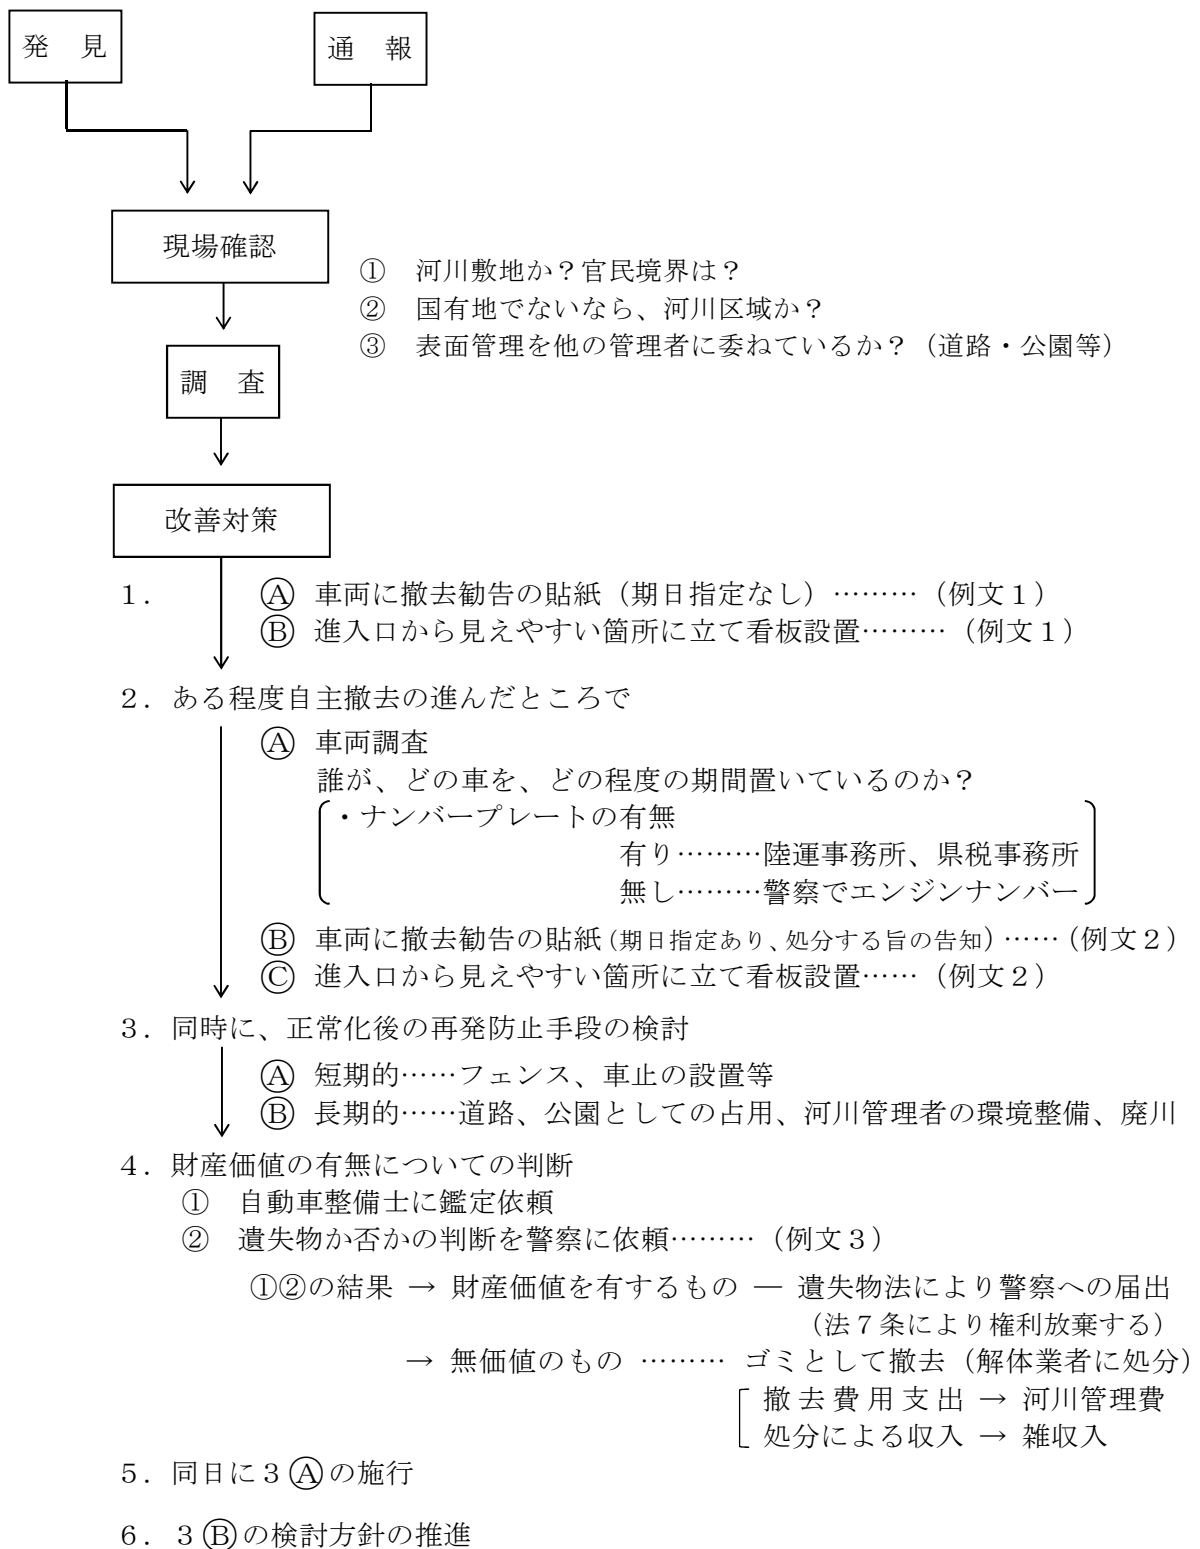 発　見
通　報
現場確認
①　河川敷地か？官民境界は？
②　国有地でないなら、河川区域か？
③　表面管理を他の管理者に委ねているか？（道路・公園等）
調　査
改善対策
１．　Ⓐ　車両に撤去勧告の貼紙（期日指定なし）………（例文１）
Ⓑ　進入口から見えやすい箇所に立て看板設置………（例文１）
２．ある程度自主撤去の進んだところで
Ⓐ　車両調査
誰が、どの車を、どの程度の期間置いているのか？
・ナンバープレートの有無
有り………陸運事務所、県税事務所
無し………警察でエンジンナンバー
Ⓑ　車両に撤去勧告の貼紙（期日指定あり、処分する旨の告知）……（例文２）
Ⓒ　進入口から見えやすい箇所に立て看板設置……（例文２）
３．同時に、正常化後の再発防止手段の検討
Ⓐ　短期的……フェンス、車止の設置等
Ⓑ　長期的……道路、公園としての占用、河川管理者の環境整備、廃川
４．財産価値の有無についての判断
①　自動車整備士に鑑定依頼
②　遺失物か否かの判断を警察に依頼………（例文３）
①②の結果 → 財産価値を有するもの ― 遺失物法により警察への届出
（法７条により権利放棄する）
→ 無価値のもの ……… ゴミとして撤去（解体業者に処分）
撤去費用支出 → 河川管理費
処分による収入 → 雑収入
５．同日に３Ⓐの施行
６．３Ⓑの検討方針の推進